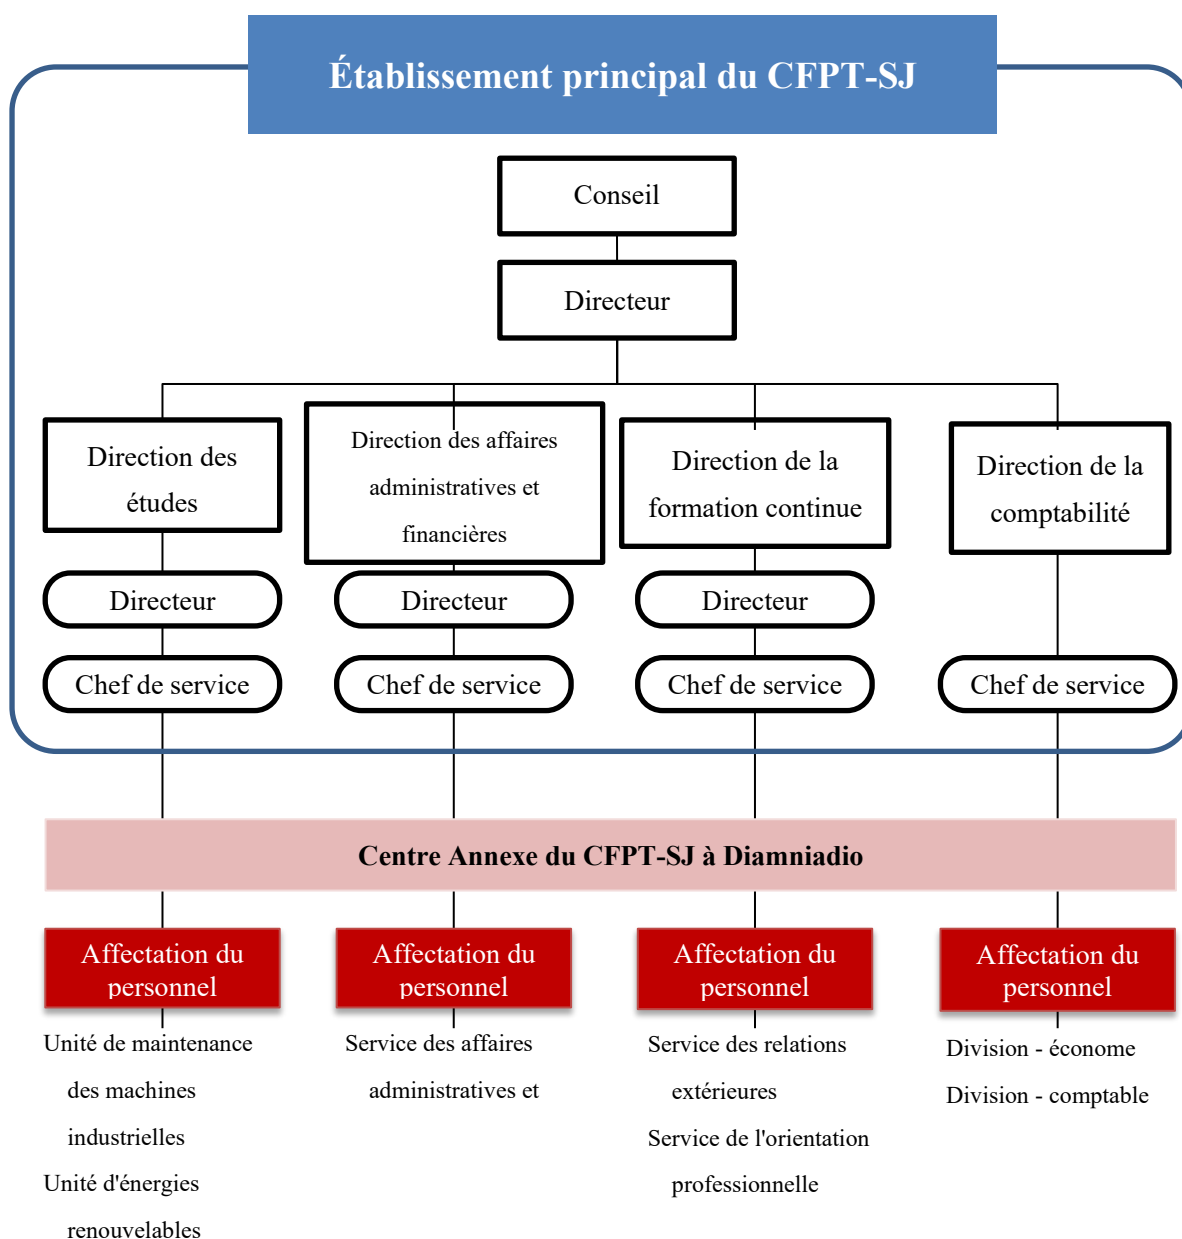 Établissement principal du CFPT-SJ
Conseil
Directeur
Direction des
études
Direction des affaires
administratives et
financières
Direction de la
formation continue
Direction de la
comptabilité
Directeur
Directeur
Directeur
Chef de service
Chef de service
Chef de service
Chef de service
Centre Annexe du CFPT-SJ à Diamniadio
Affectation du
personnel
Affectation du
personnel
Affectation du
personnel
Affectation du
personnel
Unité de maintenance
des machines
industrielles
Unité d'énergies
renouvelables
Service des affaires
administratives et
Service des relations
extérieures
Service de l'orientation
professionnelle
Division - économe
Division - comptable